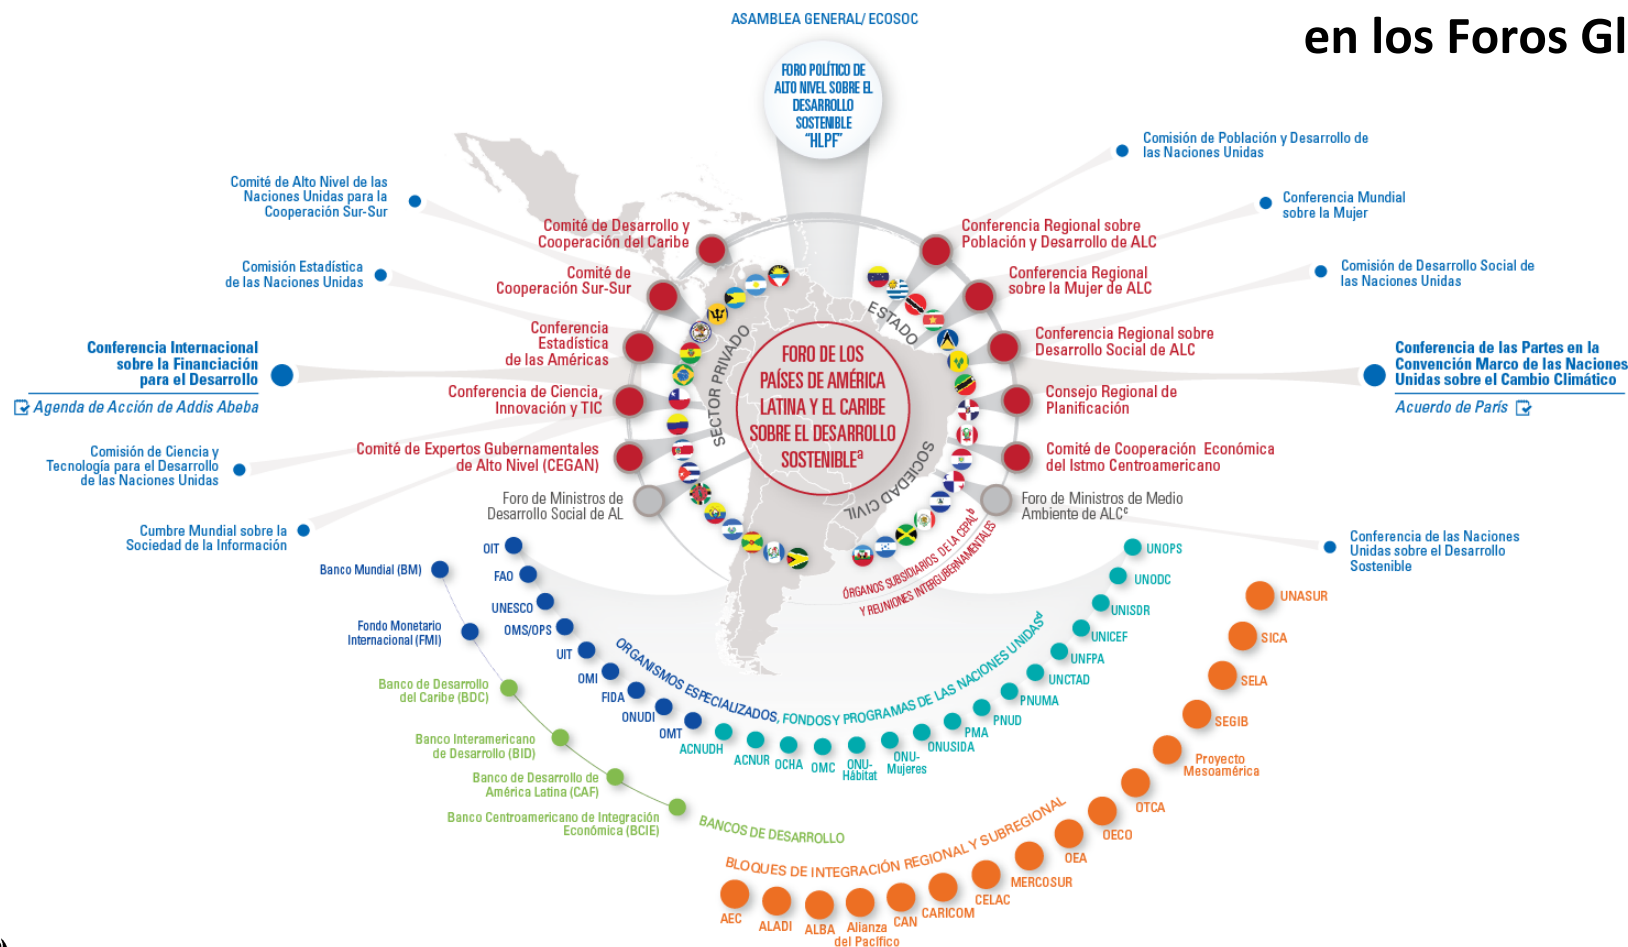 en los Foros Gl
ASAMBLEA GENERAL/ ECOSOC
FORO POLÍTICO DE
ALTO NIVEL SOBRE EL
DESARROLLO
SOSTENIBLE
“HLPF”
Comité de Alto Nivel de las
Naciones Unidas para la
Cooperación Sur-Sur
Comisión Estadística
de las Naciones Unidas
Conferencia Internacional
sobre la Financiación
para el Desarrollo
Agenda de Acción de Addis Abeba
Comisión de Ciencia y
Tecnología para el Desarrollo
de las Naciones Unidas
Cumbre Mundial sobre la
Sociedad de la Información
Comité de Desarrollo y
Cooperación del Caribe
Comité de
Cooperación Sur-Sur
Conferencia
Estadística
de las Américas
Conferencia de Ciencia,
Innovación y TIC
Comité de Expertos Gubernamentales
de Alto Nivel (CEGAN)
Foro de Ministros de
Desarrollo Social de AL
SECTOR PRIVADO
ESTADO
SOCIEDAD CIVIL
FORO DE LOS
PAÍSES DE AMÉRICA
LATINA Y EL CARIBE
SOBRE EL DESARROLLO
SOSTENIBLEª
Conferencia Regional sobre
Población y Desarrollo de ALC
Conferencia Regional
sobre la Mujer de ALC
Conferencia Regional sobre
Desarrollo Social de ALC
Consejo Regional de
Planificación
Comité de Cooperación Económica
del Istmo Centroamericano
Foro de Ministros de Medio
Ambiente de ALCᶜ
ÓRGANOS SUBSIDIARIOS DE LA CEPALᵇ
Y REUNIONES INTERGUBERNAMENTALES
Comisión de Población y Desarrollo de
las Naciones Unidas
Conferencia Mundial
sobre la Mujer
Comisión de Desarrollo Social de
las Naciones Unidas
Conferencia de las Partes en la
Convención Marco de las Naciones
Unidas sobre el Cambio Climático
Acuerdo de París
Conferencia de las Naciones
Unidas sobre el Desarrollo
Sostenible
OIT
FAO
UNESCO
OMS/OPS
UIT
OMI
FIDA
ONUDI
OMT
ACNUDH
ACNUR
OCHA
OMC
ONU-
Hábitat
ONU-
Mujeres
ONUSIDA
PMA
PNUD
PNUMA
UNCTAD
UNFPA
UNICEF
UNISDR
UNODC
UNOPS
ORGANISMOS ESPECIALIZADOS, FONDOS Y PROGRAMAS DE LAS NACIONES UNIDASᵈ
Banco Mundial (BM)
Fondo Monetario
Internacional (FMI)
Banco de Desarrollo
del Caribe (BDC)
Banco Interamericano
de Desarrollo (BID)
Banco de Desarrollo de
América Latina (CAF)
Banco Centroamericano de Integración
Económica (BCIE)
BANCOS DE DESARROLLO
BLOQUES DE INTEGRACIÓN REGIONAL Y SUBREGIONAL
AEC
ALADI
ALBA
Alianza
del Pacífico
CAN
CARICOM
CELAC
MERCOSUR
OEA
OECO
OTCA
Proyecto
Mesoamérica
SEGIB
SELA
SICA
UNASUR